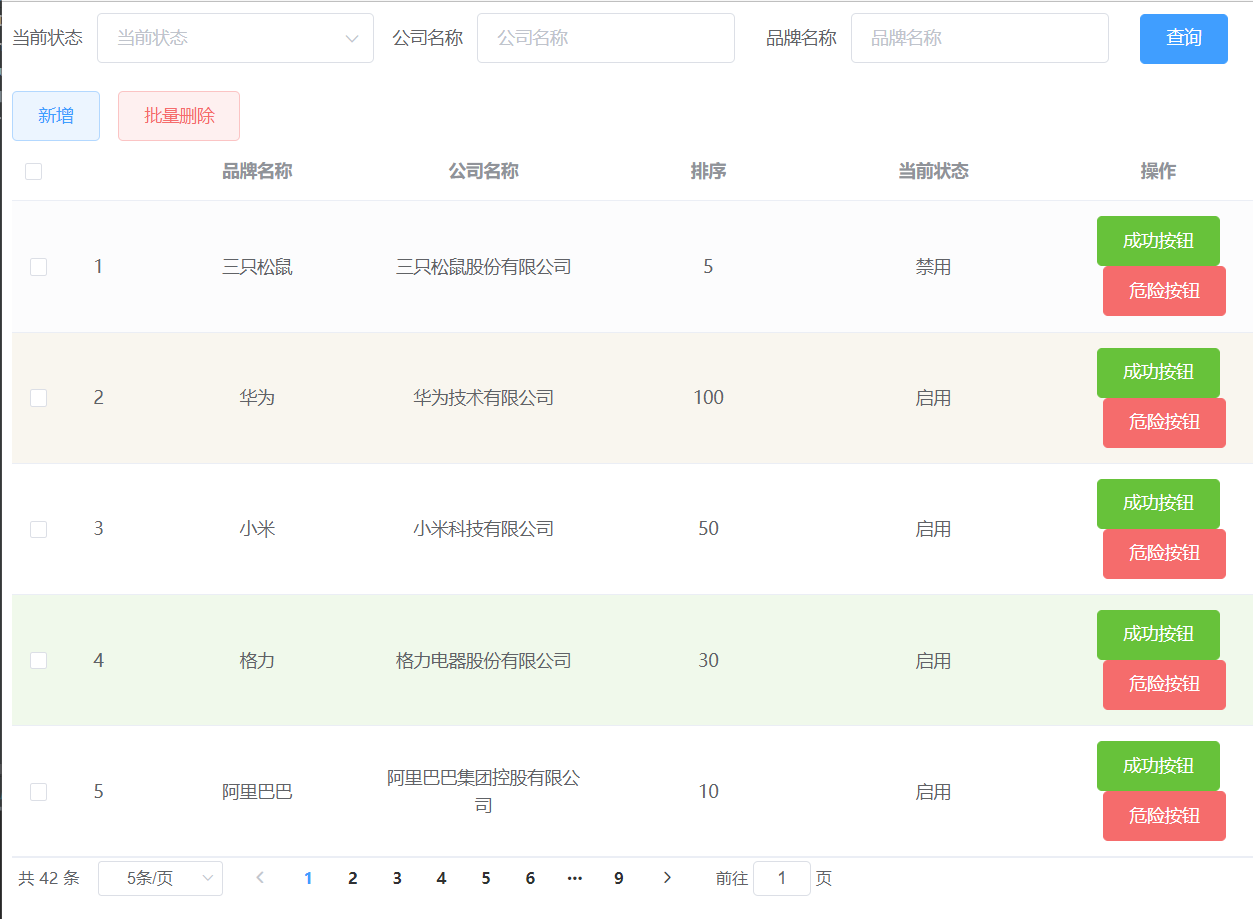 当前状态 当前状态 公司名称 公司名称 品牌名称 品牌名称 查询
新增 批量删除
品牌名称 公司名称 排序 当前状态 操作
1 三只松鼠 三只松鼠股份有限公司 5 禁用 成功按钮
危险按钮
2 华为 华为技术有限公司 100 启用 成功按钮
危险按钮
3 小米 小米科技有限公司 50 启用 成功按钮
危险按钮
4 格力 格力电器股份有限公司 30 启用 成功按钮
危险按钮
5 阿里巴巴 阿里巴巴集团控股有限公 10 启用 成功按钮
司 危险按钮
共 42 条 5条/页 1 2 3 4 5 6 ••• 9 前往 1 页